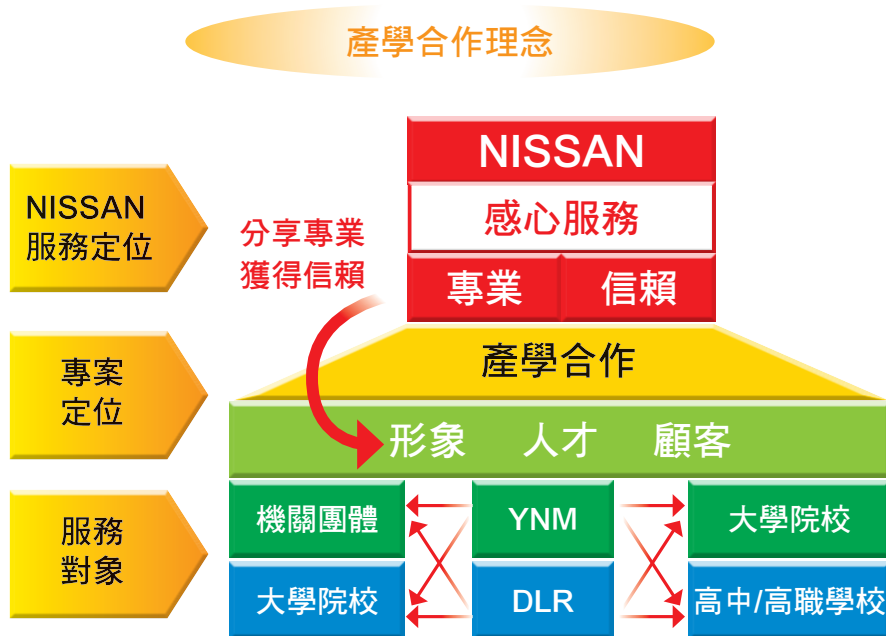 產學合作理念
NISSAN
服務定位
分享專業
獲得信賴
NISSAN
感心服務
專業 信賴
專案
定位
產學合作
形象 人才 顧客
服務
對象
機關團體 YNM 大學院校
大學院校 DLR 高中/高職學校